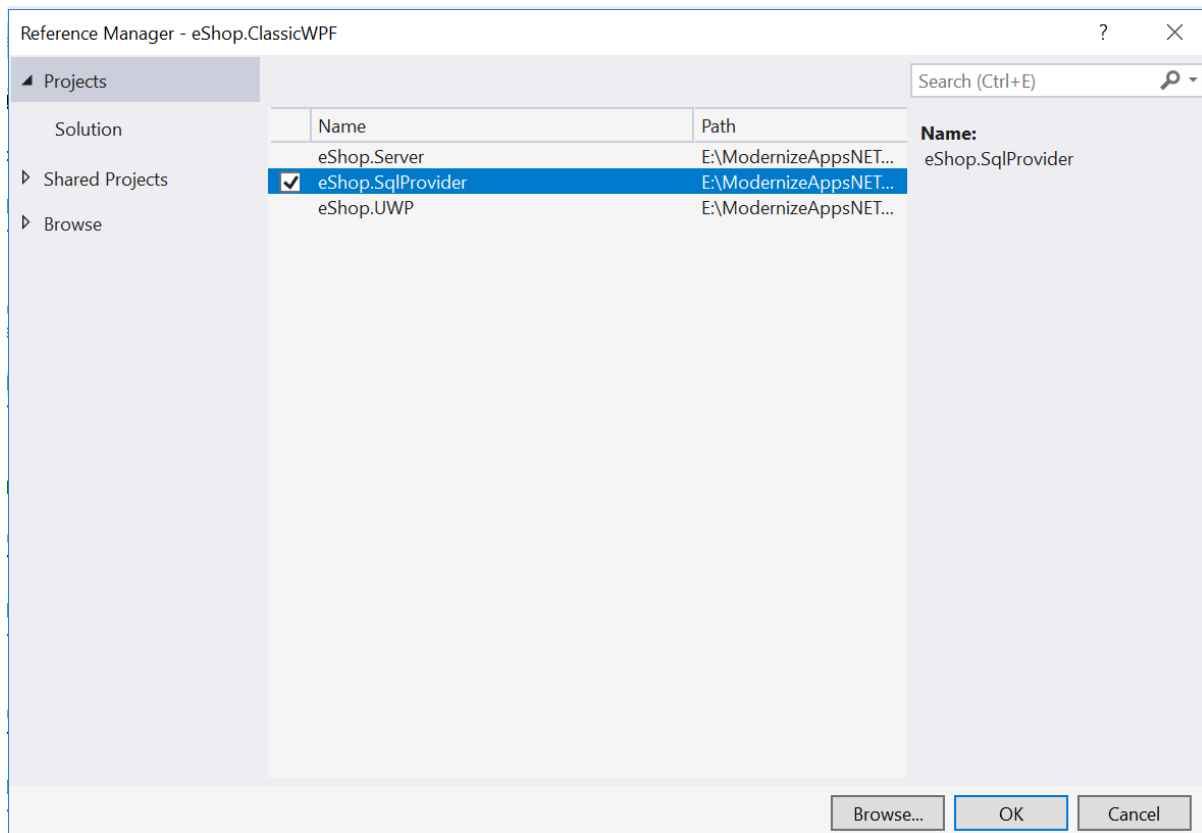 Reference Manager - eShop.ClassicWPF ?
Projects
Solution
Shared Projects
Browse
Name Path
eShop.Server E:\ModernizeAppsNET...
eShop.SqlProvider E:\ModernizeAppsNET...
eShop.UWP E:\ModernizeAppsNET...
Search (Ctrl+E)
Name:
eShop.SqlProvider
Browse... OK Cancel